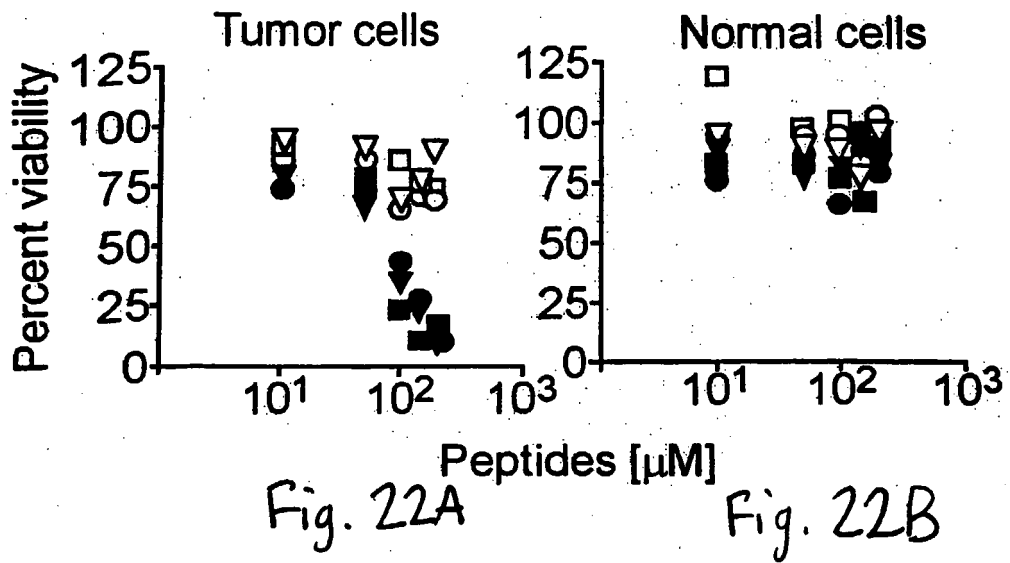 Tumor cells
Normal cells
Percent viability
125
100
75
50
25
0
10¹ 10² 10³
125
100
75
50
25
0
10¹ 10² 10³
Peptides [μM]
Fig. 22A
Fig. 22B